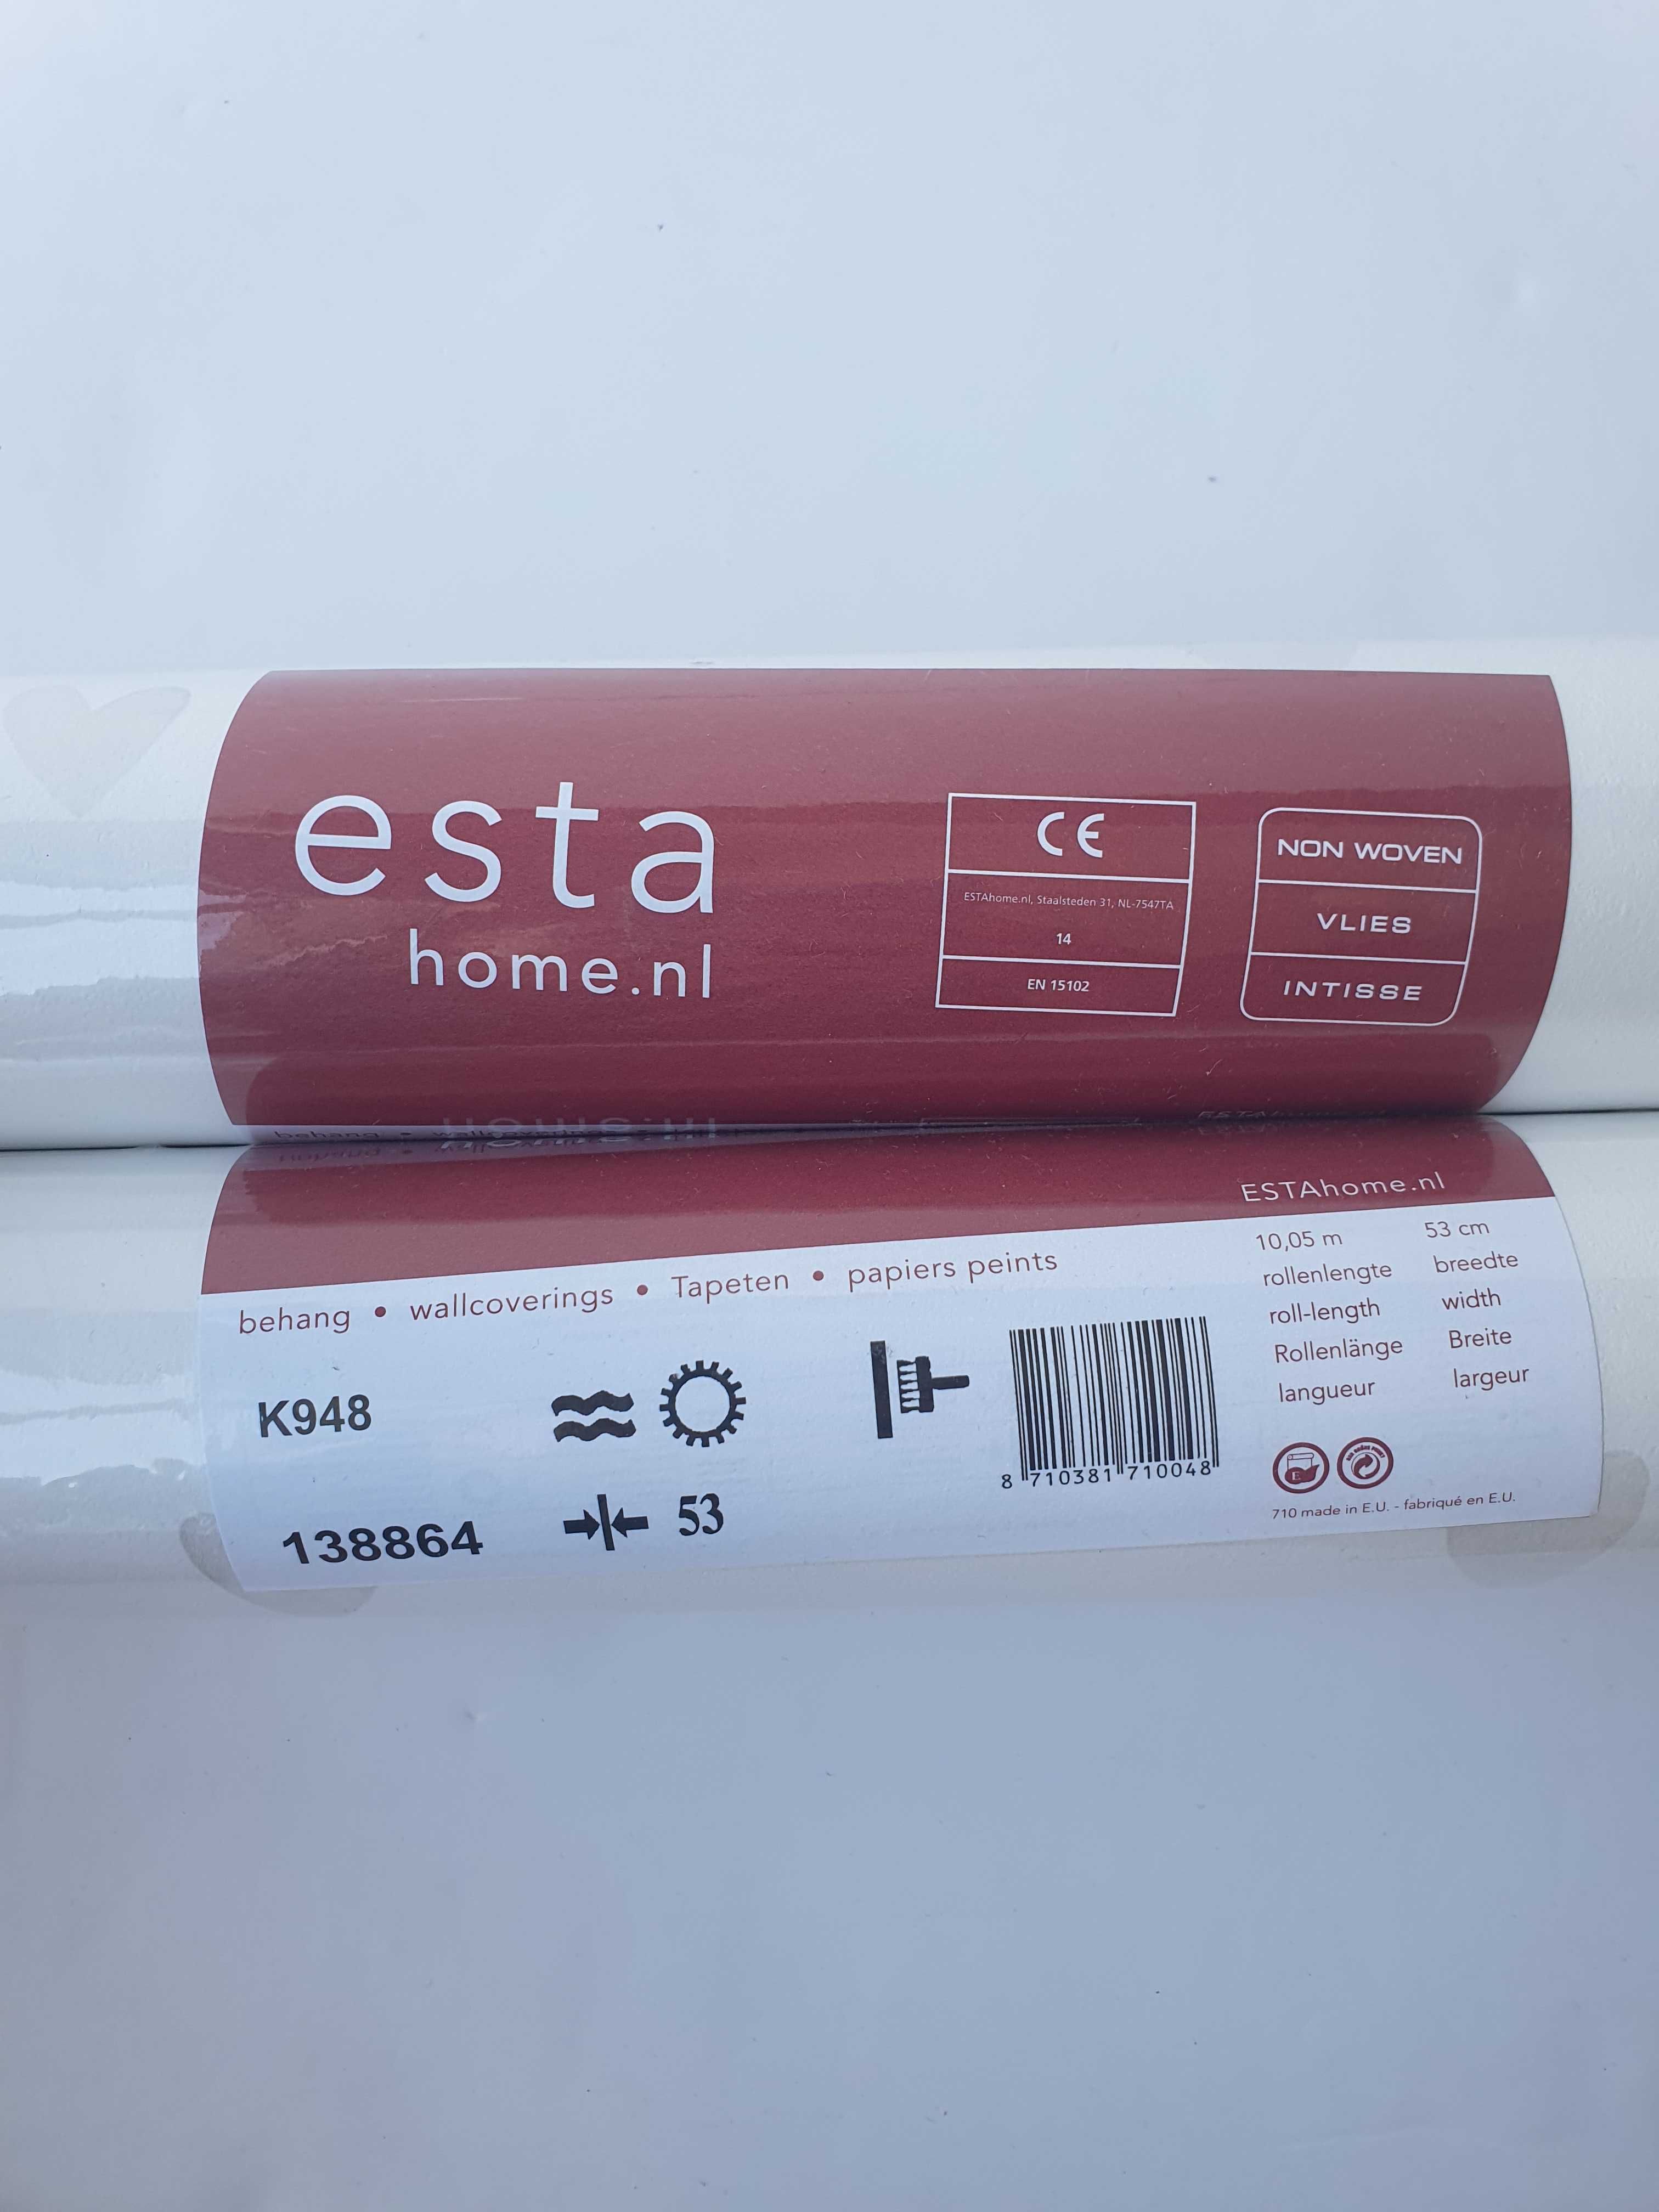 esta
home.nl
CE
ESTAhome.nl, Staalsteden 31, NL-7547TA
14
EN 15102
NON WOVEN
VLIES
INTISSE
ESTAhome.nl
behang • wallcoverings • Tapeten • papiers peints
K948
138864
53
8 710381 710048
10,05 m
rollenlengte
roll-length
Rollenlänge
langueur
53 cm
breedte
width
Breite
largeur
710 made in E.U. - fabriqué en E.U.